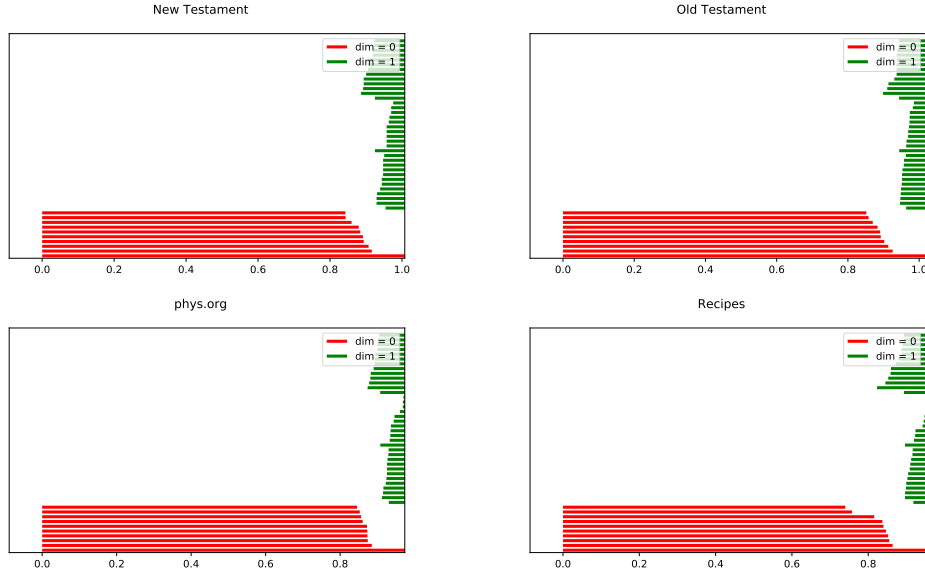 New Testament
dim = 0
dim = 1
0.0 0.2 0.4 0.6 0.8 1.0
Old Testament
dim = 0
dim = 1
0.0 0.2 0.4 0.6 0.8 1.0
phys.org
dim = 0
dim = 1
0.0 0.2 0.4 0.6 0.8
Recipes
dim = 0
dim = 1
0.0 0.2 0.4 0.6 0.8